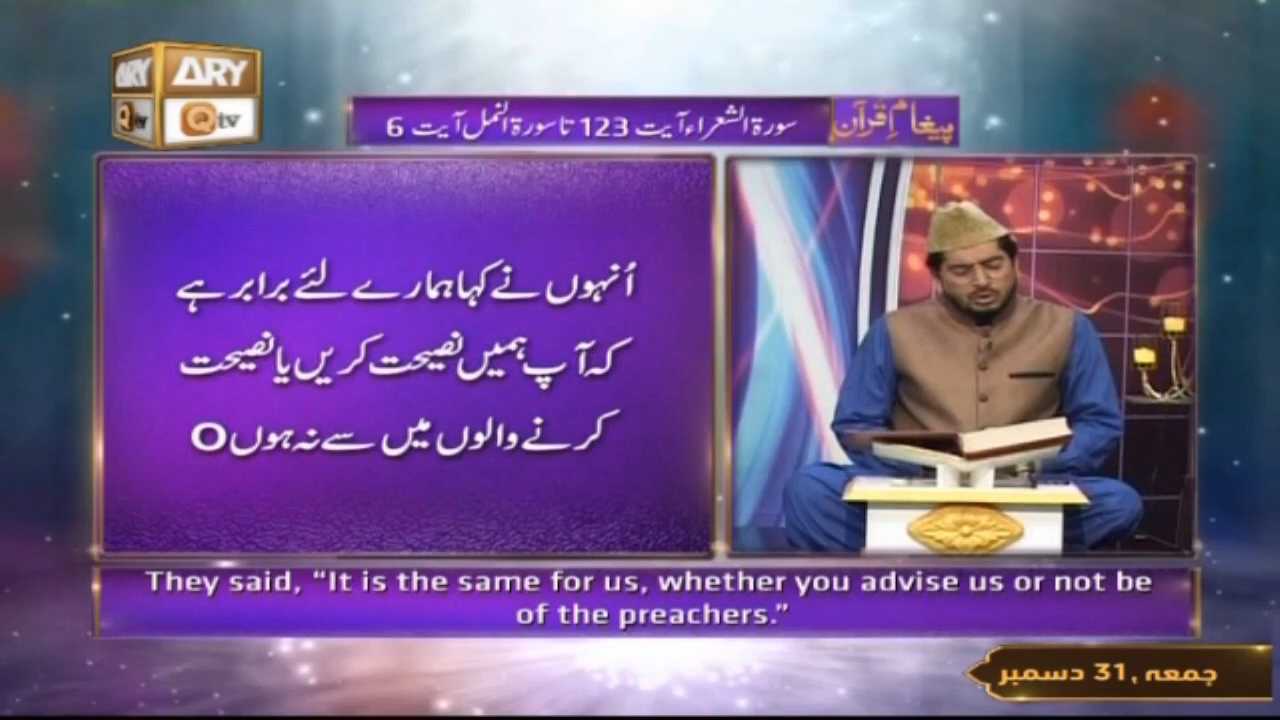 ARY
ARY
Qtv
Qtv
پیغامِ قرآن
سورۃ الشعراء آیت 123 تا سورۃ النمل آیت 6
اُنہوں نے کہا ہمارے لئے برابر ہے
کہ آپ ہمیں نصیحت کریں یا نصیحت
کرنے والوں میں سے نہ ہوں O
They said, “It is the same for us, whether you advise us or not be
of the preachers.”
جمعہ, 31 دسمبر